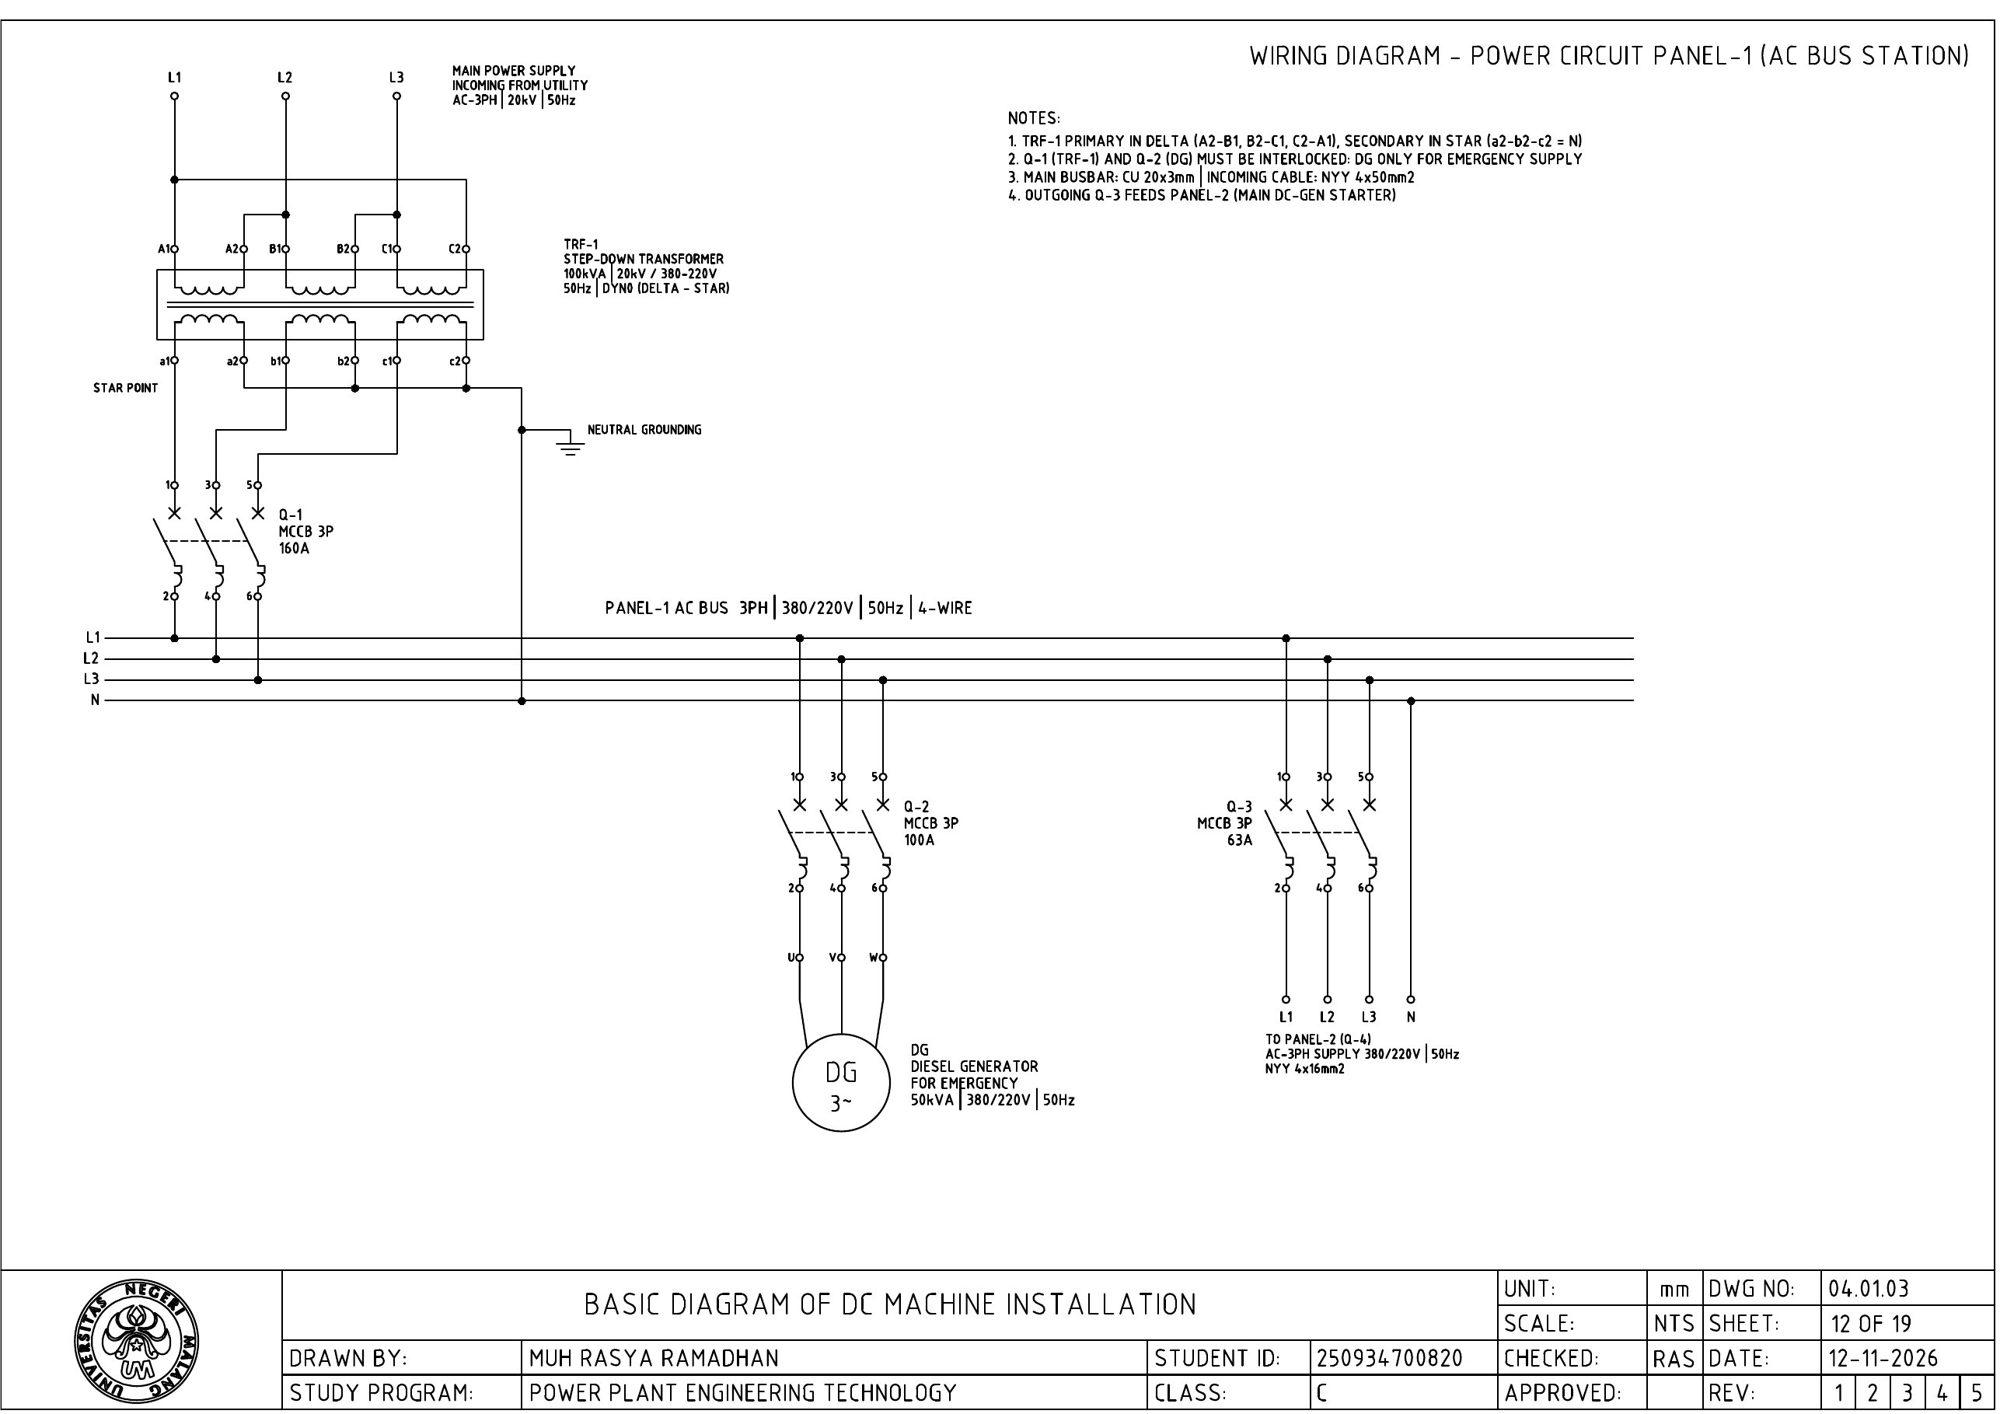 WIRING DIAGRAM - POWER CIRCUIT PANEL-1 (AC BUS STATION)
L1 L2 L3
MAIN POWER SUPPLY
INCOMING FROM UTILITY
AC-3PH | 20kV | 50Hz
NOTES:
1. TRF-1 PRIMARY IN DELTA (A2-B1, B2-C1, C2-A1), SECONDARY IN STAR (a2-b2-c2 = N)
2. Q-1 (TRF-1) AND Q-2 (DG) MUST BE INTERLOCKED: DG ONLY FOR EMERGENCY SUPPLY
3. MAIN BUSBAR: CU 20x3mm | INCOMING CABLE: NYY 4x50mm2
4. OUTGOING Q-3 FEEDS PANEL-2 (MAIN DC-GEN STARTER)
A1 A2 B1 B2 C1 C2
TRF-1
STEP-DOWN TRANSFORMER
100kVA | 20kV / 380-220V
50Hz | DYN0 (DELTA - STAR)
a1 a2 b1 b2 c1 c2
STAR POINT
NEUTRAL GROUNDING
1 3 5
Q-1
MCCB 3P
160A
2 4 6
PANEL-1 AC BUS 3PH | 380/220V | 50Hz | 4-WIRE
L1
L2
L3
N
1 3 5
Q-2
MCCB 3P
100A
2 4 6
U V W
DG
3~
DG
DIESEL GENERATOR
FOR EMERGENCY
50kVA | 380/220V | 50Hz
1 3 5
Q-3
MCCB 3P
63A
2 4 6
L1 L2 L3 N
TO PANEL-2 (Q-4)
AC-3PH SUPPLY 380/220V | 50Hz
NYY 4x16mm2
UNIVERSITAS NEGERI MALANG
UM
BASIC DIAGRAM OF DC MACHINE INSTALLATION
DRAWN BY: MUH RASYA RAMADHAN
STUDY PROGRAM: POWER PLANT ENGINEERING TECHNOLOGY
STUDENT ID: 250934700820
CLASS: C
UNIT: mm DWG NO: 04.01.03
SCALE: NTS SHEET: 12 OF 19
CHECKED: RAS DATE: 12-11-2026
APPROVED: REV: 1 2 3 4 5